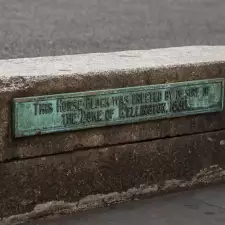 THIS HORSE BLOCK WAS ERECTED BY DESIRE OF
THE DUKE OF WELLINGTON, 1830.